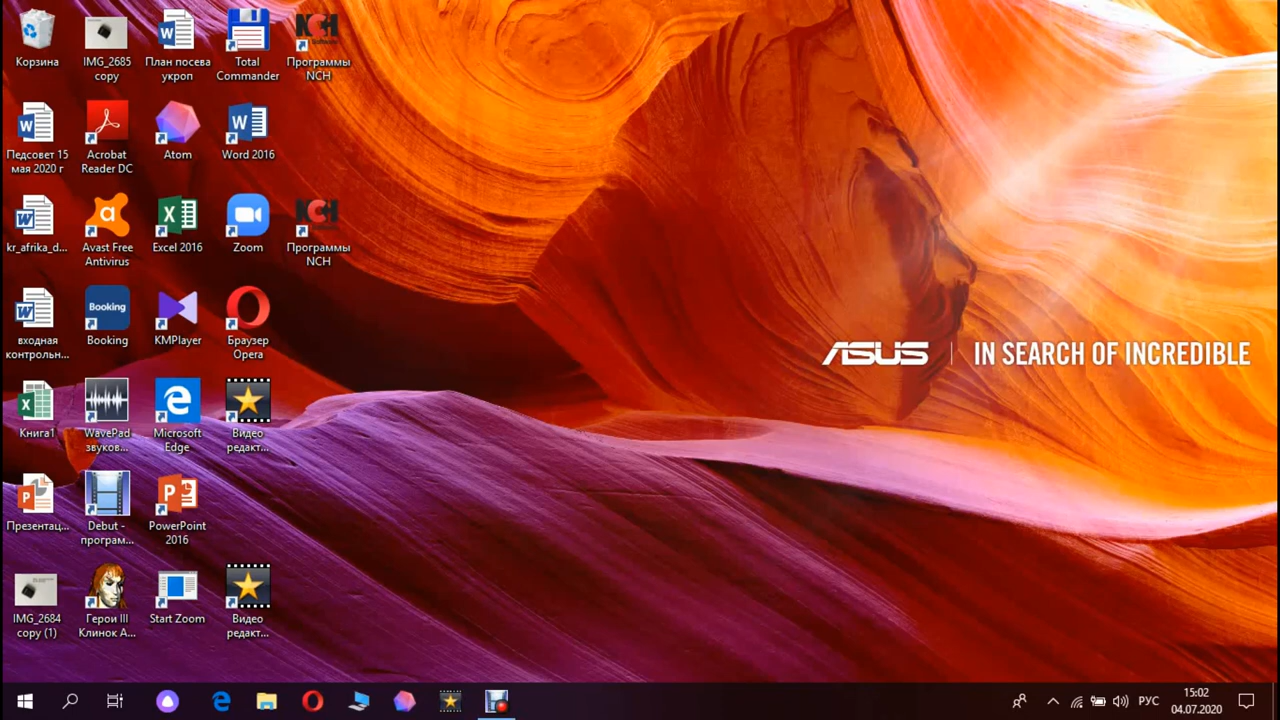 Корзина
IMG_2685
copy
План посева
укроп
Total
Commander
Программы
NCH
Педсовет 15
мая 2020 г
Acrobat
Reader DC
Atom
Word 2016
kr_afrika_d...
Avast Free
Antivirus
Excel 2016
Zoom
Программы
NCH
Booking
входная
контрольн...
Booking
KMPlayer
Браузер
Opera
ASUS
IN SEARCH OF INCREDIBLE
Книга1
WavePad
звуков...
Microsoft
Edge
Видео
редакт...
Презентац...
Debut -
програм...
PowerPoint
2016
IMG_2684
copy (1)
Герои III
Клинок А...
Start Zoom
Видео
редакт...
РУС
15:02
04.07.2020